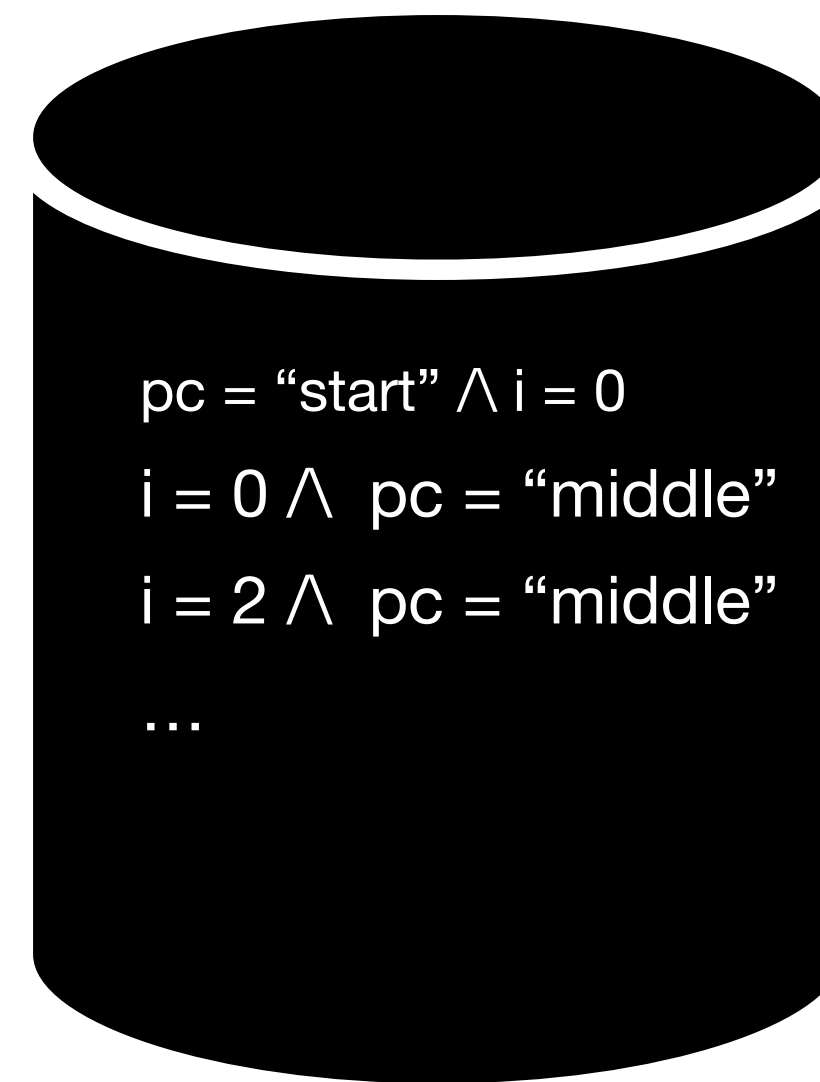 pc = “start” /\ i = 0
i = 0 /\ pc = “middle”
i = 2 /\ pc = “middle”
…